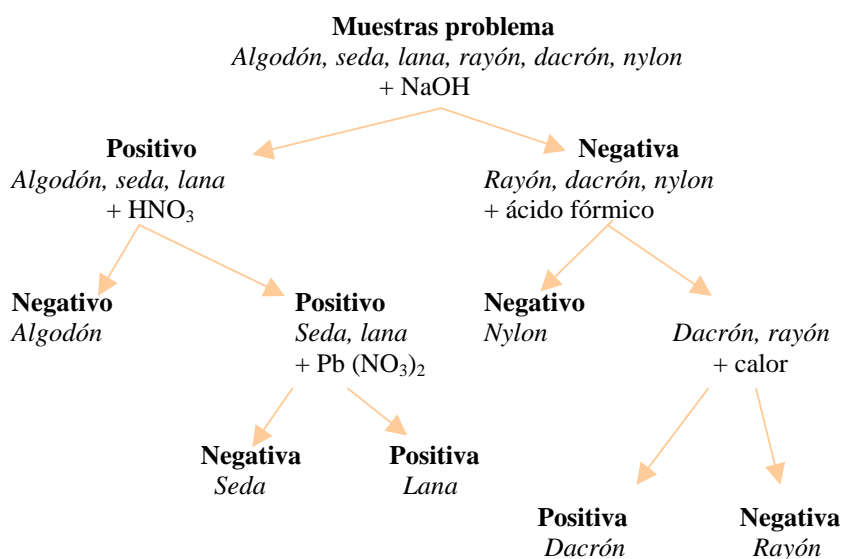 Muestras problema
Algodón, seda, lana, rayón, dacrón, nylon
+ NaOH
Positivo
Algodón, seda, lana
+ HNO₃
Negativa
Rayón, dacrón, nylon
+ ácido fórmico
Negativo
Algodón
Positivo
Seda, lana
+ Pb (NO₃)₂
Negativo
Nylon
Dacrón, rayón
+ calor
Negativa
Seda
Positiva
Lana
Positiva
Dacrón
Negativa
Rayón